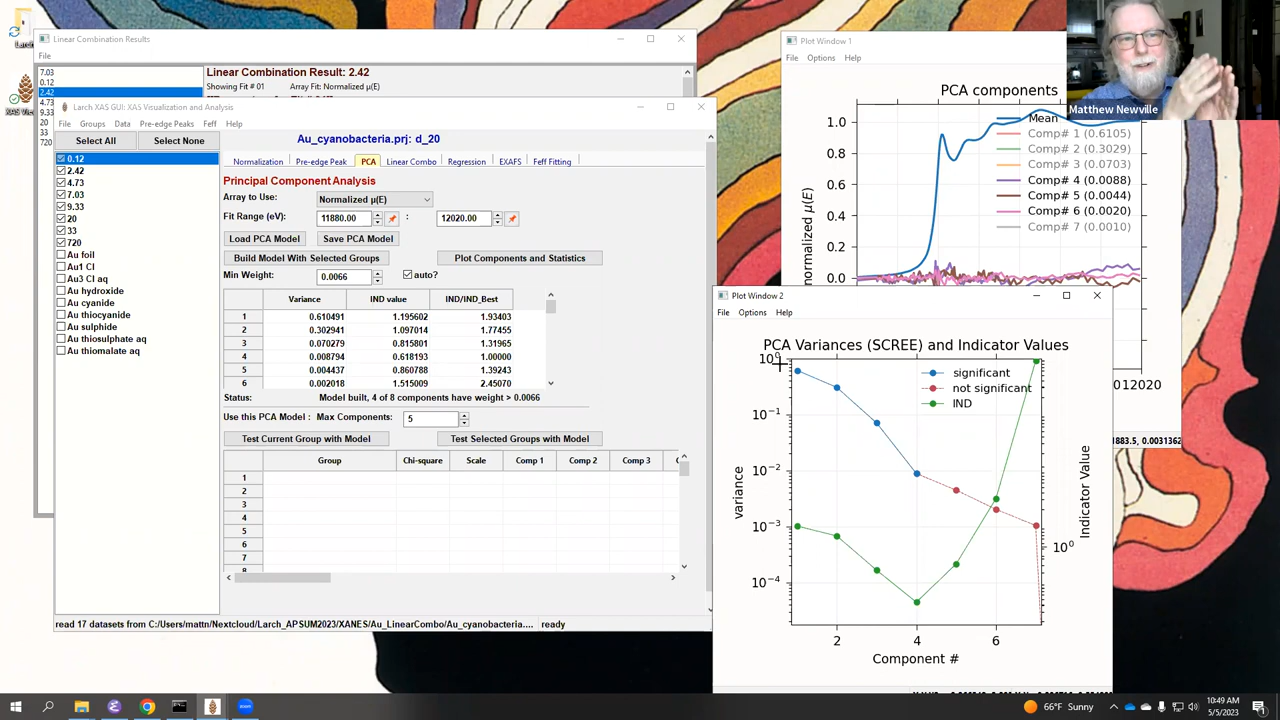 Larch
XAS Viewer
Linear Combination Results
File
7.03
0.12
2.42
4.73
9.33
20
33
720
Linear Combination Result: 2.42
Showing Fit # 01 Array Fit: Normalized μ(E)
Larch XAS GUI: XAS Visualization and Analysis
File Groups Data Pre-edge Peaks Feff Help
Select All Select None
0.12
2.42
4.73
7.03
9.33
20
33
720
Au foil
Au1 Cl
Au3 Cl aq
Au hydroxide
Au cyanide
Au thiocyanide
Au sulphide
Au thiosulphate aq
Au thiomalate aq
Au_cyanobacteria.prj: d_20
Normalization Pre-edge Peak PCA Linear Combo Regression EXAFS Feff Fitting
Principal Component Analysis
Array to Use: Normalized μ(E)
Fit Range (eV): 11880.00 : 12020.00
Load PCA Model Save PCA Model
Build Model With Selected Groups Plot Components and Statistics
Min Weight: 0.0066 auto?
Variance IND value IND/IND_Best
1 0.610491 1.195602 1.93403
2 0.302941 1.097014 1.77455
3 0.070279 0.815801 1.31965
4 0.008794 0.618193 1.00000
5 0.004437 0.860788 1.39243
6 0.002018 1.515009 2.45070
Status: Model built, 4 of 8 components have weight > 0.0066
Use this PCA Model : Max Components: 5
Test Current Group with Model Test Selected Groups with Model
Group Chi-square Scale Comp 1 Comp 2 Comp 3
1
2
3
4
5
6
7
8
read 17 datasets from C:/Users/mattn/Nextcloud/Larch_APSUM2023/XANES/Au_LinearCombo/Au_cyanobacteria.... ready
Plot Window 1
File Options Help
PCA components
normalized μ(E)
1.0
0.8
0.6
0.4
0.2
0.0
Mean
Comp# 1 (0.6105)
Comp# 2 (0.3029)
Comp# 3 (0.0703)
Comp# 4 (0.0088)
Comp# 5 (0.0044)
Comp# 6 (0.0020)
Comp# 7 (0.0010)
12020
Matthew Newville
Plot Window 2
File Options Help
PCA Variances (SCREE) and Indicator Values
significant
not significant
IND
variance
10⁰
10⁻¹
10⁻²
10⁻³
10⁻⁴
Indicator Value
10⁰
2 4 6
Component #
66°F Sunny
10:49 AM
5/5/2023